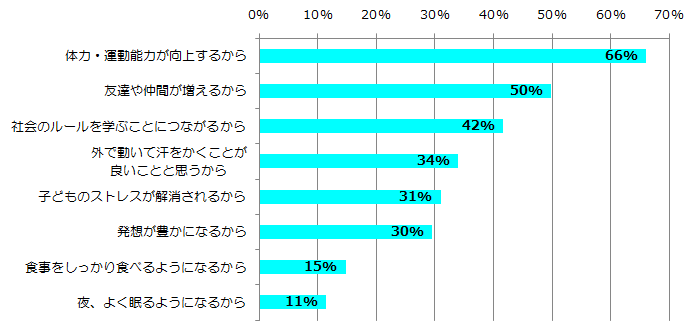 0% 10% 20% 30% 40% 50% 60% 70%
体力・運動能力が向上するから 66%
友達や仲間が増えるから 50%
社会のルールを学ぶことにつながるから 42%
外で動いて汗をかくことが
良いことと思うから 34%
子どものストレスが解消されるから 31%
発想が豊かになるから 30%
食事をしっかり食べるようになるから 15%
夜、よく眠るようになるから 11%